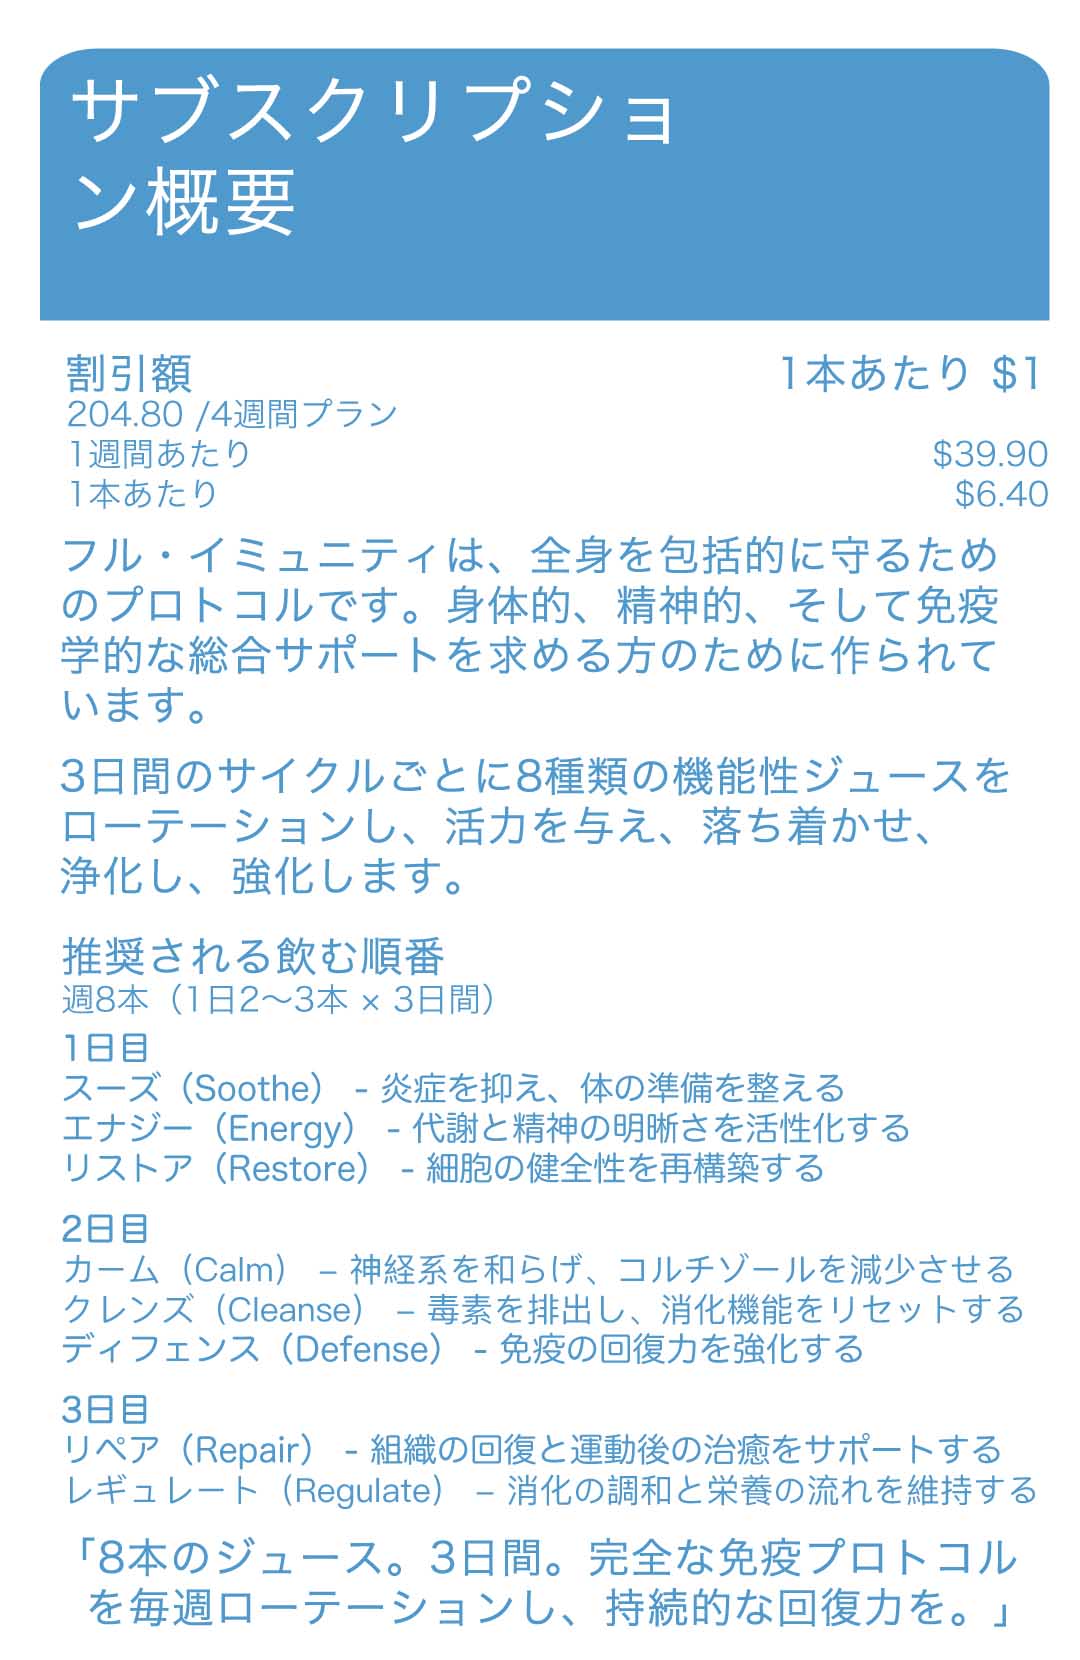 サブスクリプショ
ン概要
割引額 1本あたり $1
204.80 /4週間プラン
1週間あたり $39.90
1本あたり $6.40
フル・イミュニティは、全身を包括的に守るため
のプロトコルです。身体的、精神的、そして免疫
学的な総合サポートを求める方のために作られて
います。
3日間のサイクルごとに8種類の機能性ジュースを
ローテーションし、活力を与え、落ち着かせ、
浄化し、強化します。
推奨される飲む順番
週8本（1日2〜3本 × 3日間）
1日目
スーズ（Soothe） - 炎症を抑え、体の準備を整える
エナジー（Energy） - 代謝と精神の明晰さを活性化する
リストア（Restore） - 細胞の健全性を再構築する
2日目
カーム（Calm） – 神経系を和らげ、コルチゾールを減少させる
クレンズ（Cleanse） – 毒素を排出し、消化機能をリセットする
ディフェンス（Defense） - 免疫の回復力を強化する
3日目
リペア（Repair） - 組織の回復と運動後の治癒をサポートする
レギュレート（Regulate） – 消化の調和と栄養の流れを維持する
「8本のジュース。3日間。完全な免疫プロトコル
を毎週ローテーションし、持続的な回復力を。」